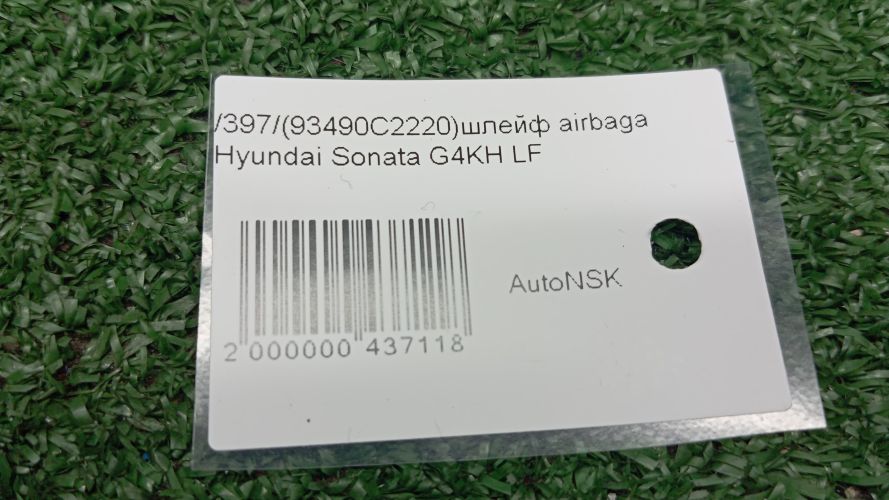 /397/(93490C2220)шлейф airbaga
Hyundai Sonata G4KH LF
AutoNSK
2 000000 437118